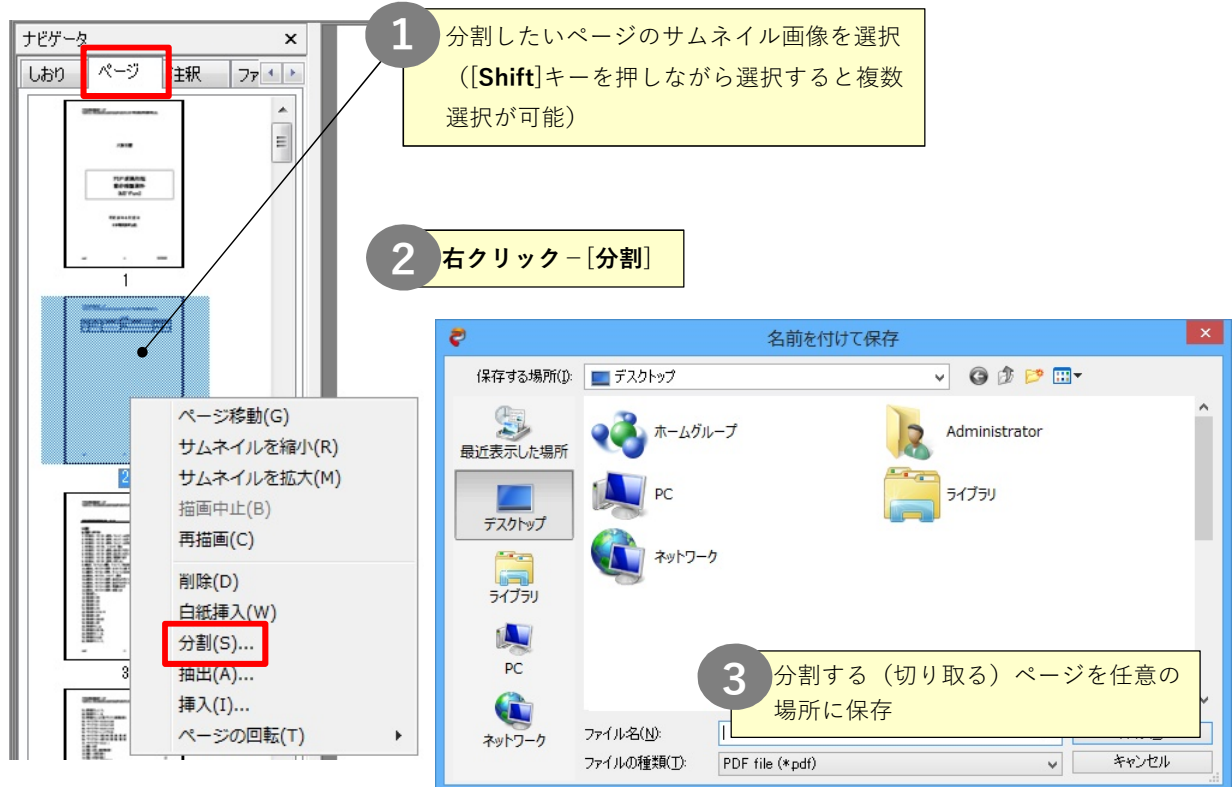 ナビゲータ ×
しおり ページ 注釈 ファ
1
2
3
1
分割したいページのサムネイル画像を選択
（[Shift]キーを押しながら選択すると複数
選択が可能）
2
右クリック－[分割]
ページ移動(G)
サムネイルを縮小(R)
サムネイルを拡大(M)
描画中止(B)
再描画(C)
削除(D)
白紙挿入(W)
分割(S)...
抽出(A)...
挿入(I)...
ページの回転(T)
名前を付けて保存
保存する場所(I): デスクトップ
最近表示した場所
デスクトップ
ライブラリ
PC
ネットワーク
ホームグループ
Administrator
PC
ライブラリ
ネットワーク
3
分割する（切り取る）ページを任意の
場所に保存
ファイル名(N):
ファイルの種類(T): PDF file (*pdf)
キャンセル